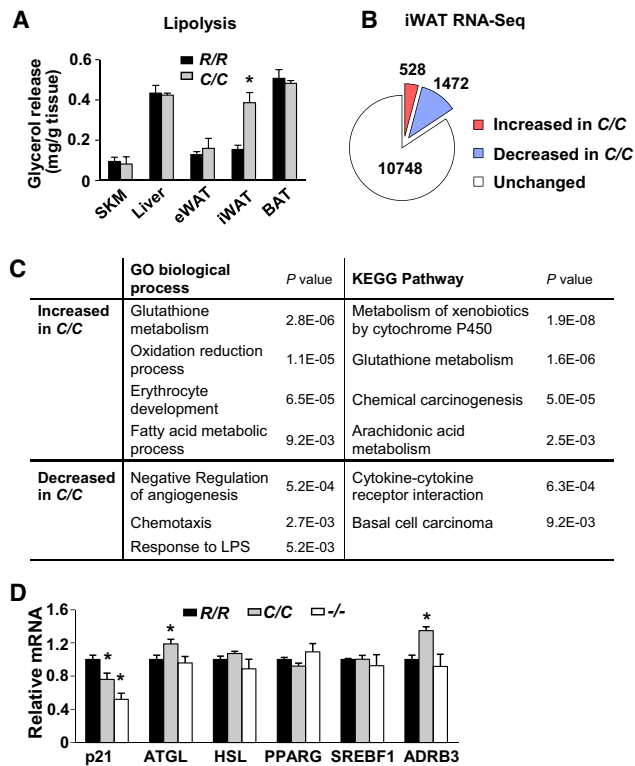 A
Lipolysis
Glycerol release
(mg/g tissue)
0.6
0.4
0.2
0
R/R
C/C
*
SKM
Liver
eWAT
iWAT
BAT
B
iWAT RNA-Seq
528
1472
10748
Increased in C/C
Decreased in C/C
Unchanged
C
GO biological
process
P value
KEGG Pathway
P value
Increased
in C/C
Glutathione
metabolism
2.8E-06
Metabolism of xenobiotics
by cytochrome P450
1.9E-08
Oxidation reduction
process
1.1E-05
Glutathione metabolism
1.6E-06
Erythrocyte
development
6.5E-05
Chemical carcinogenesis
5.0E-05
Fatty acid metabolic
process
9.2E-03
Arachidonic acid
metabolism
2.5E-03
Decreased
in C/C
Negative Regulation
of angiogenesis
5.2E-04
Cytokine-cytokine
receptor interaction
6.3E-04
Chemotaxis
2.7E-03
Basal cell carcinoma
9.2E-03
Response to LPS
5.2E-03
D
Relative mRNA
1.6
1.2
0.8
0.4
0
R/R
C/C
-/-
*
*
*
*
p21
ATGL
HSL
PPARG
SREBF1
ADRB3